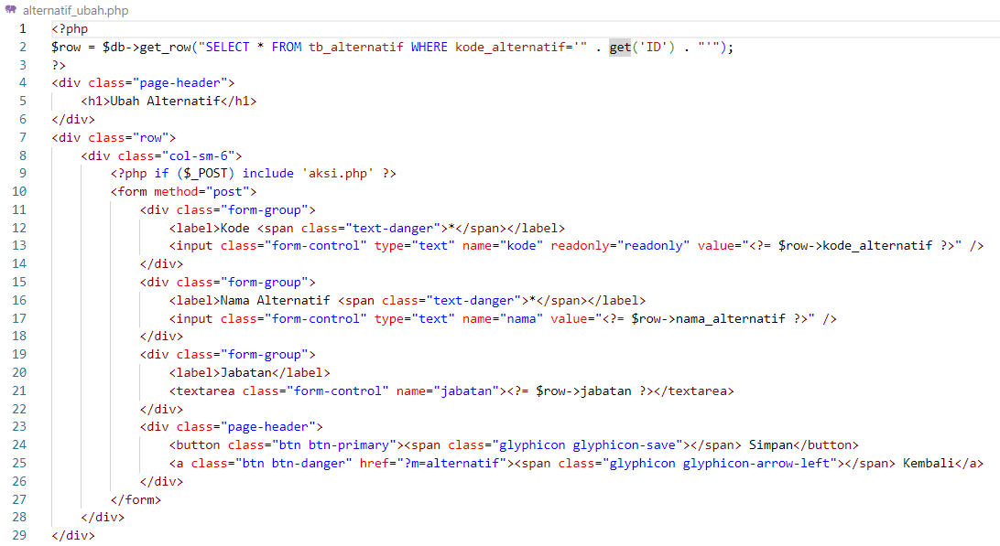 alternatif_ubah.php
1 <?php
2 $row = $db->get_row("SELECT * FROM tb_alternatif WHERE kode_alternatif='" . get('ID') . "'");
3 ?>
4 <div class="page-header">
5     <h1>Ubah Alternatif</h1>
6 </div>
7 <div class="row">
8     <div class="col-sm-6">
9         <?php if ($_POST) include 'aksi.php' ?>
10         <form method="post">
11             <div class="form-group">
12                 <label>Kode <span class="text-danger">*</span></label>
13                 <input class="form-control" type="text" name="kode" readonly="readonly" value="<?= $row->kode_alternatif ?>" />
14             </div>
15             <div class="form-group">
16                 <label>Nama Alternatif <span class="text-danger">*</span></label>
17                 <input class="form-control" type="text" name="nama" value="<?= $row->nama_alternatif ?>" />
18             </div>
19             <div class="form-group">
20                 <label>Jabatan</label>
21                 <textarea class="form-control" name="jabatan"><?= $row->jabatan ?></textarea>
22             </div>
23             <div class="page-header">
24                 <button class="btn btn-primary"><span class="glyphicon glyphicon-save"></span> Simpan</button>
25                 <a class="btn btn-danger" href="?m=alternatif"><span class="glyphicon glyphicon-arrow-left"></span> Kembali</a>
26             </div>
27         </form>
28     </div>
29 </div>